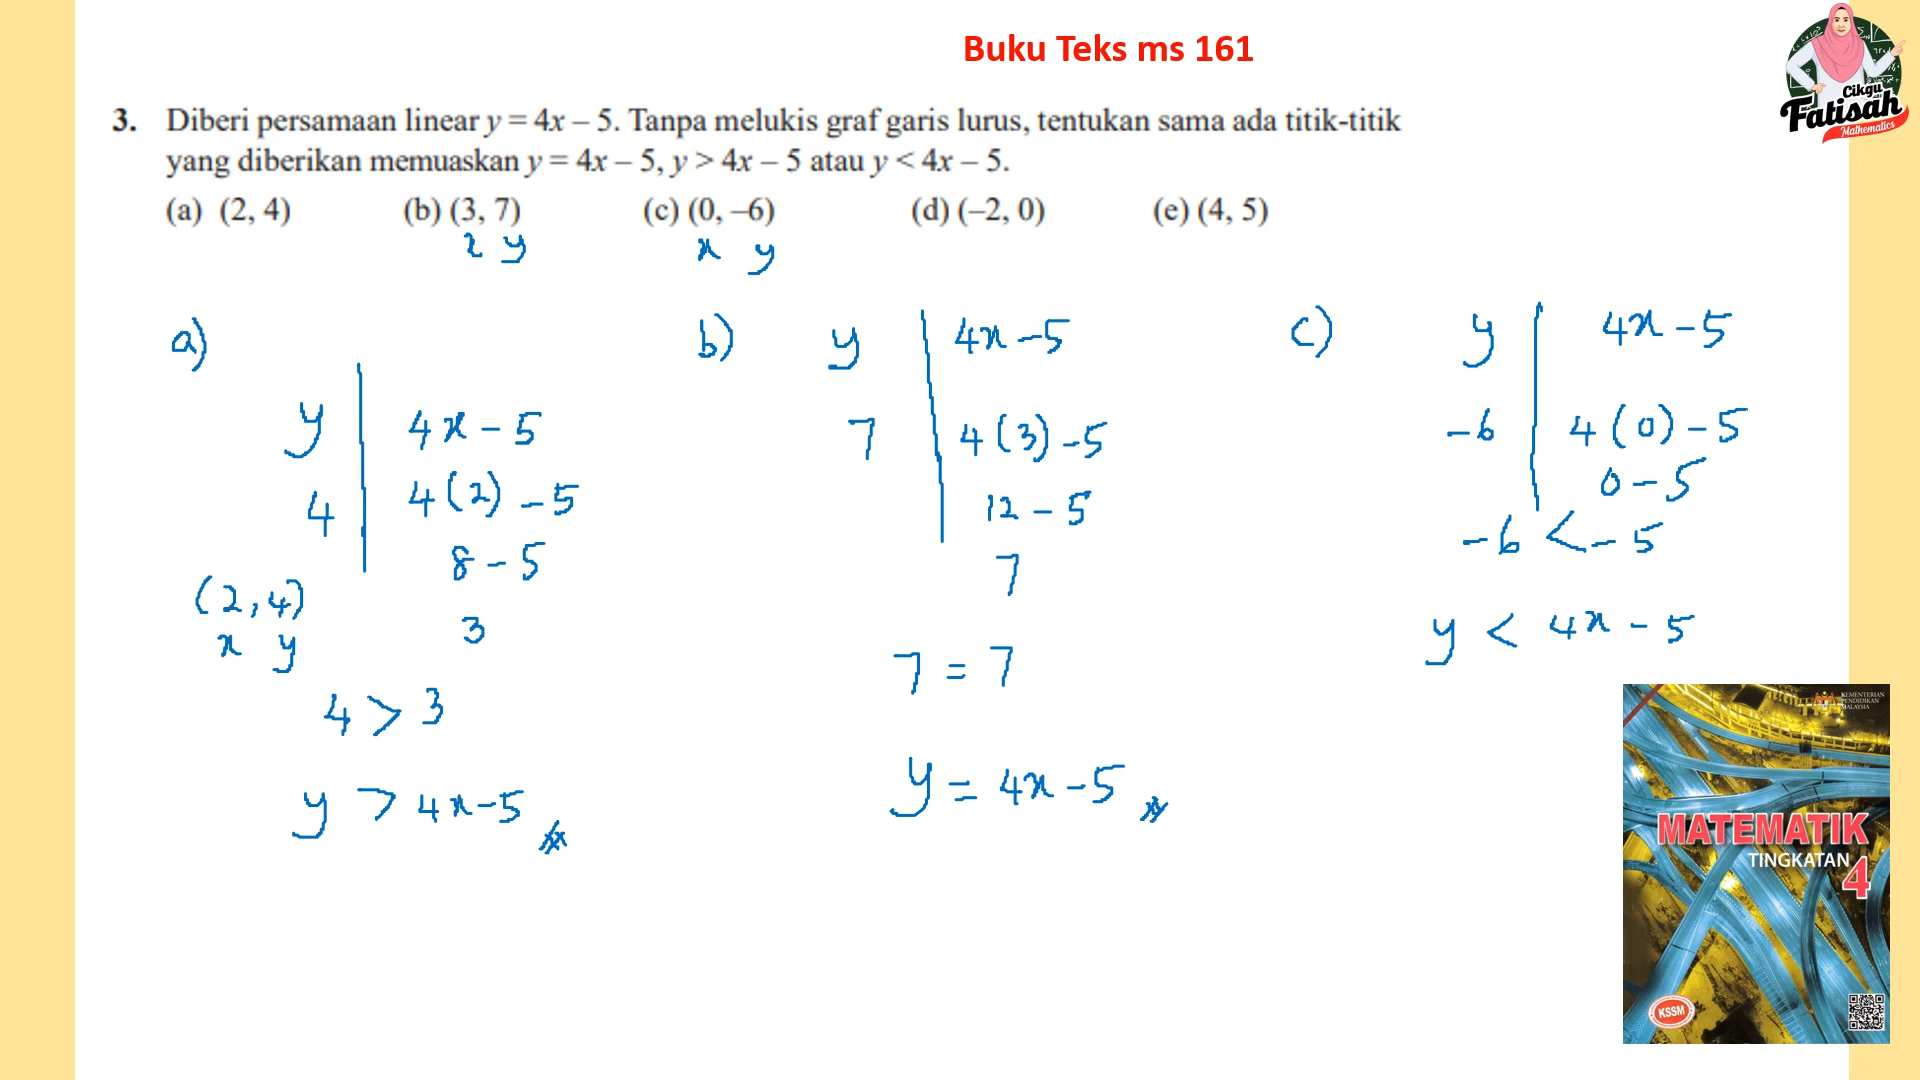 Buku Teks ms 161
Cikgu
Fatisah
Mathematics
3. Diberi persamaan linear y = 4x – 5. Tanpa melukis graf garis lurus, tentukan sama ada titik-titik
yang diberikan memuaskan y = 4x – 5, y > 4x – 5 atau y < 4x – 5.
(a) (2, 4) (b) (3, 7) (c) (0, –6) (d) (–2, 0) (e) (4, 5)
x y x y
a)
y 4x – 5
4 4(2) – 5
8 – 5
3
(2, 4)
x y
4 > 3
y > 4x – 5
b)
y 4x – 5
7 4(3) – 5
12 – 5
7
7 = 7
y = 4x – 5
c)
y 4x – 5
–6 4(0) – 5
0 – 5
–6 < –5
y < 4x – 5
KEMENTERIAN
PENDIDIKAN
MALAYSIA
MATEMATIK
TINGKATAN 4
KSSM